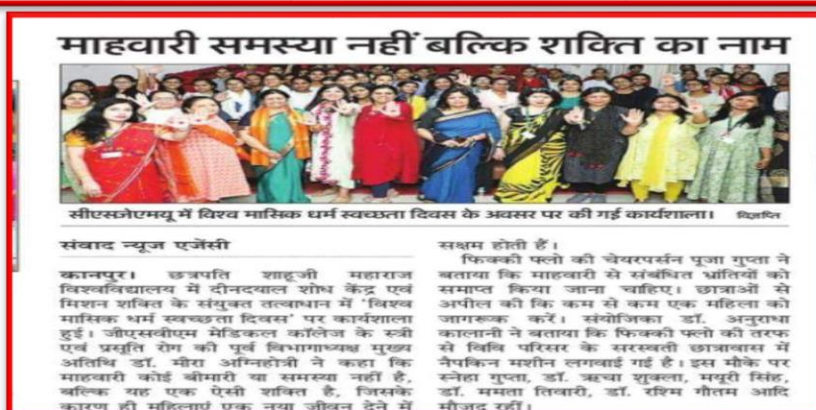 माहवारी समस्या नहीं बल्कि शक्ति का नाम
सीएसजेएमयू में विश्व मासिक धर्म स्वच्छता दिवस के अवसर पर की गई कार्यशाला। विज्ञप्ति
संवाद न्यूज एजेंसी
कानपुर। छत्रपति शाहूजी महाराज
विश्वविद्यालय में दीनदयाल शोध केंद्र एवं
मिशन शक्ति के संयुक्त तत्वाधान में 'विश्व
मासिक धर्म स्वच्छता दिवस' पर कार्यशाला
हुई। जीएसवीएम मेडिकल कॉलेज के स्त्री
एवं प्रसूति रोग की पूर्व विभागाध्यक्ष मुख्य
अतिथि डॉ. मीरा अग्निहोत्री ने कहा कि
माहवारी कोई बीमारी या समस्या नहीं है,
बल्कि यह एक ऐसी शक्ति है, जिसके
कारण ही महिलाएं एक नया जीवन देने में
सक्षम होती हैं।
फिक्की फ्लो की चेयरपर्सन पूजा गुप्ता ने
बताया कि माहवारी से संबंधित भ्रांतियों को
समाप्त किया जाना चाहिए। छात्राओं से
अपील की कि कम से कम एक महिला को
जागरूक करें। संयोजिका डॉ. अनुराधा
कालानी ने बताया कि फिक्की फ्लो की तरफ
से विवि परिसर के सरस्वती छात्रावास में
नैपकिन मशीन लगवाई गई है। इस मौके पर
स्नेहा गुप्ता, डॉ. ऋचा शुक्ला, मयूरी सिंह,
डॉ. ममता तिवारी, डॉ. रश्मि गौतम आदि
मौजूद रहीं।